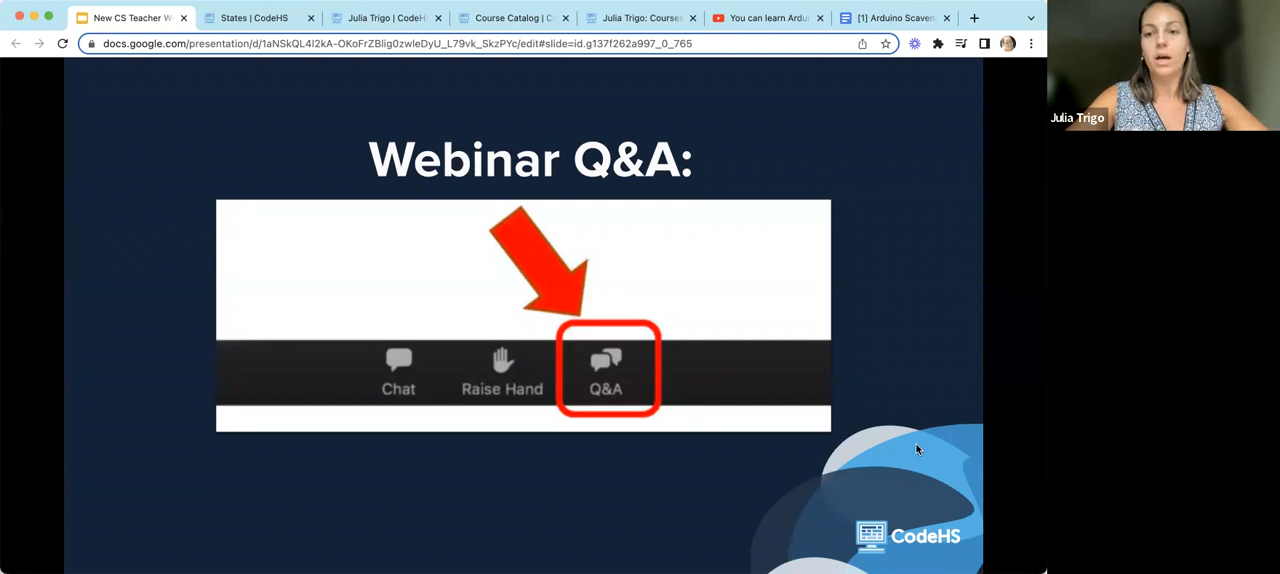 New CS Teacher W
States | CodeHS
Julia Trigo | CodeH
Course Catalog | C
Julia Trigo: Courses
You can learn Ardu
[1] Arduino Scaven
docs.google.com/presentation/d/1aNSkQL4I2kA-OKoFrZBlig0zwleDyU_L79vk_SkzPYc/edit#slide=id.g137f262a997_0_765
Julia Trigo
Webinar Q&A:
Chat
Raise Hand
Q&A
CodeHS